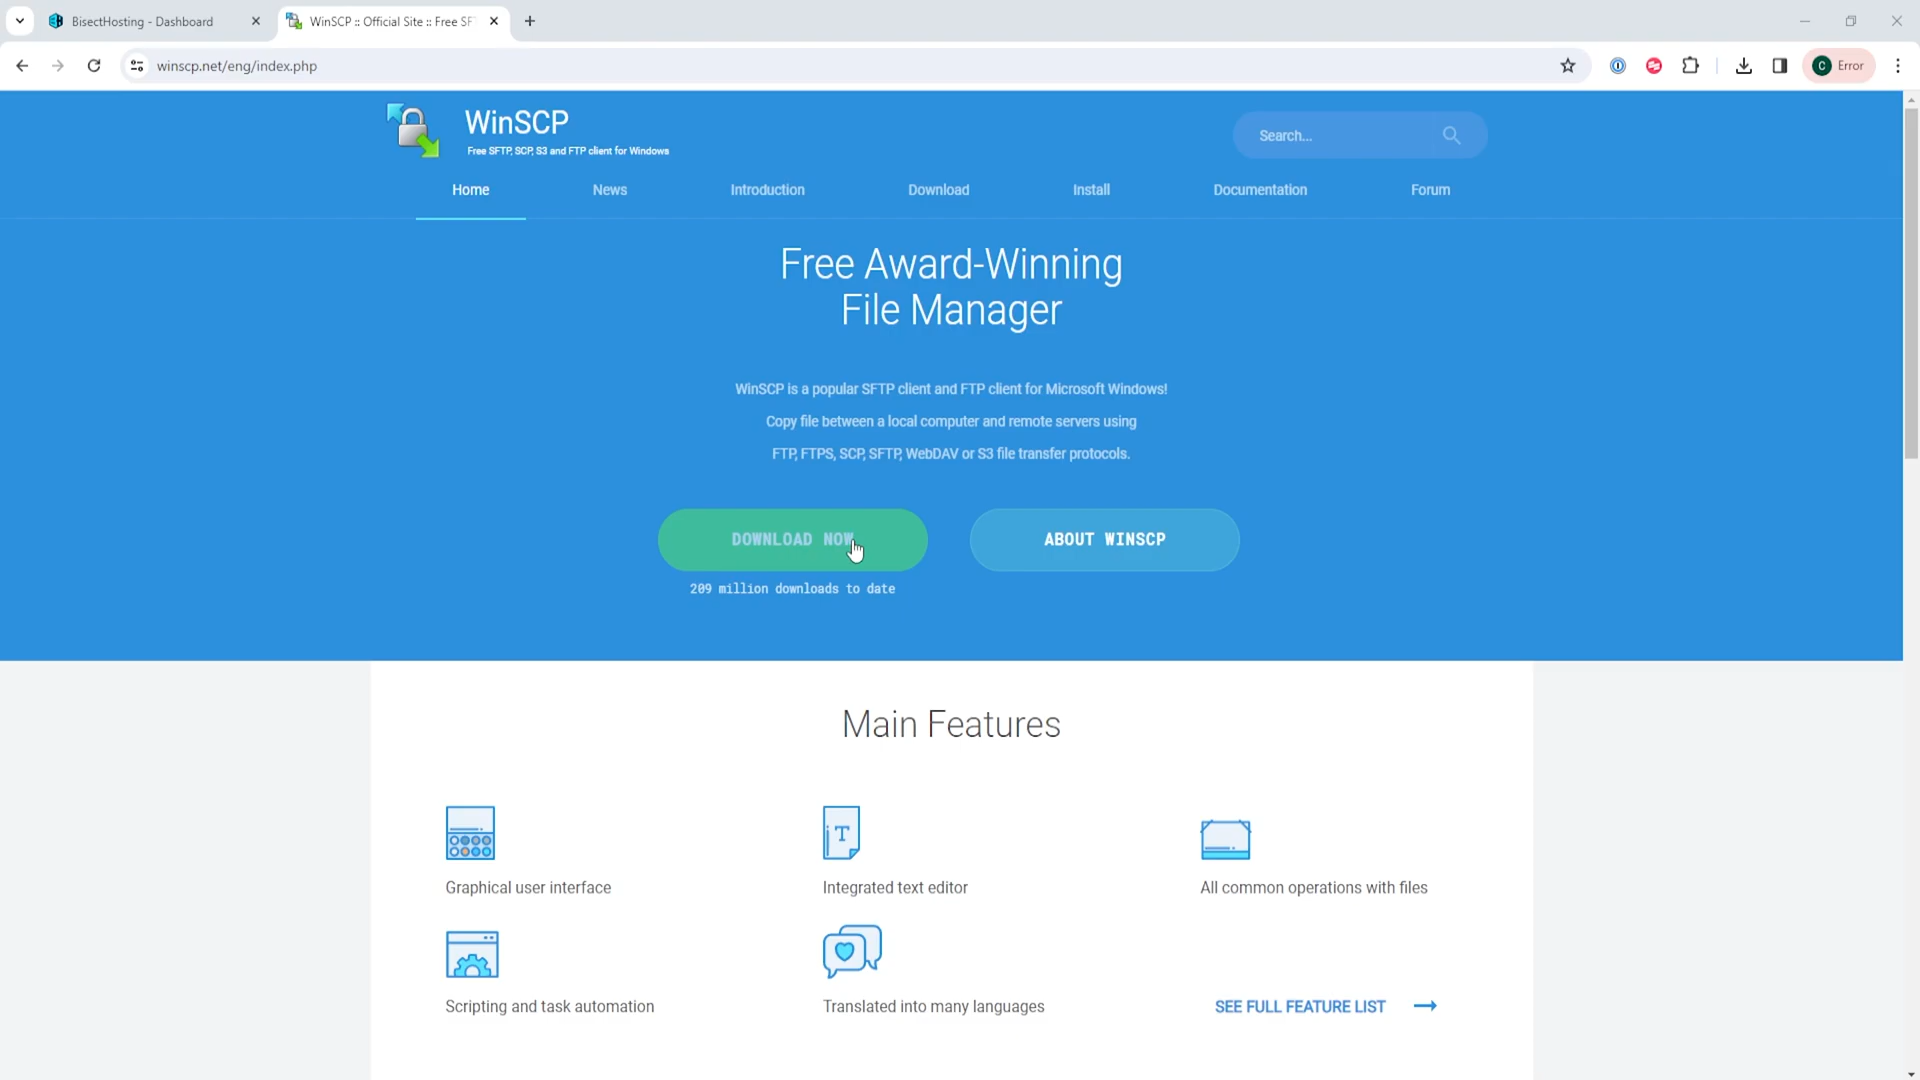 BisectHosting - Dashboard
WinSCP :: Official Site :: Free SF
winscp.net/eng/index.php
C Error
WinSCP
Free SFTP, SCP, S3 and FTP client for Windows
Search...
Home News Introduction Download Install Documentation Forum
Free Award-Winning
File Manager
WinSCP is a popular SFTP client and FTP client for Microsoft Windows!
Copy file between a local computer and remote servers using
FTP, FTPS, SCP, SFTP, WebDAV or S3 file transfer protocols.
DOWNLOAD NOW
ABOUT WINSCP
209 million downloads to date
Main Features
T
Graphical user interface
Integrated text editor
All common operations with files
Scripting and task automation
Translated into many languages
SEE FULL FEATURE LIST